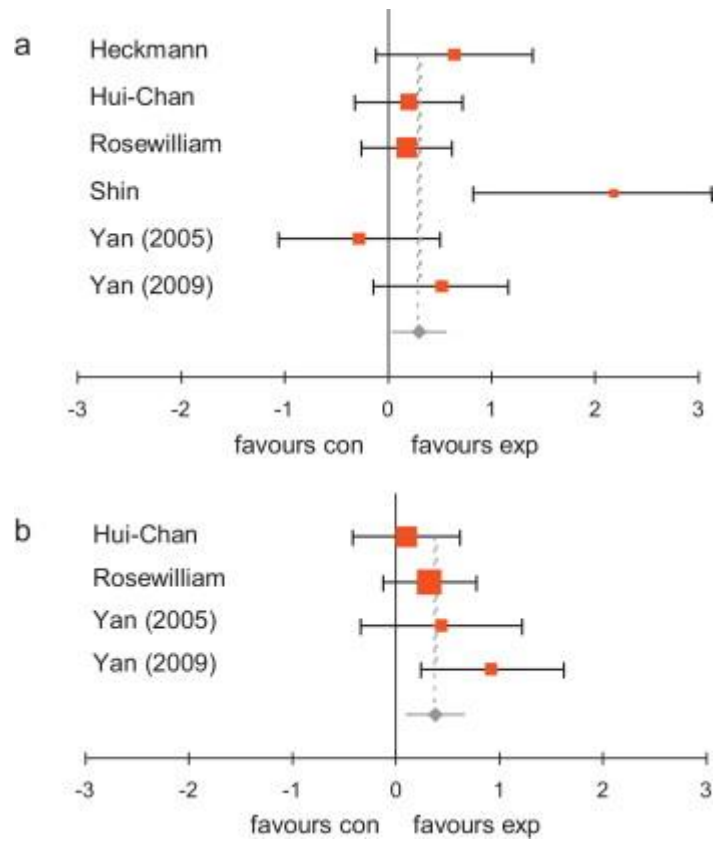 a
Heckmann
Hui-Chan
Rosewilliam
Shin
Yan (2005)
Yan (2009)
-3 -2 -1 0 1 2 3
favours con favours exp
b
Hui-Chan
Rosewilliam
Yan (2005)
Yan (2009)
-3 -2 -1 0 1 2 3
favours con favours exp